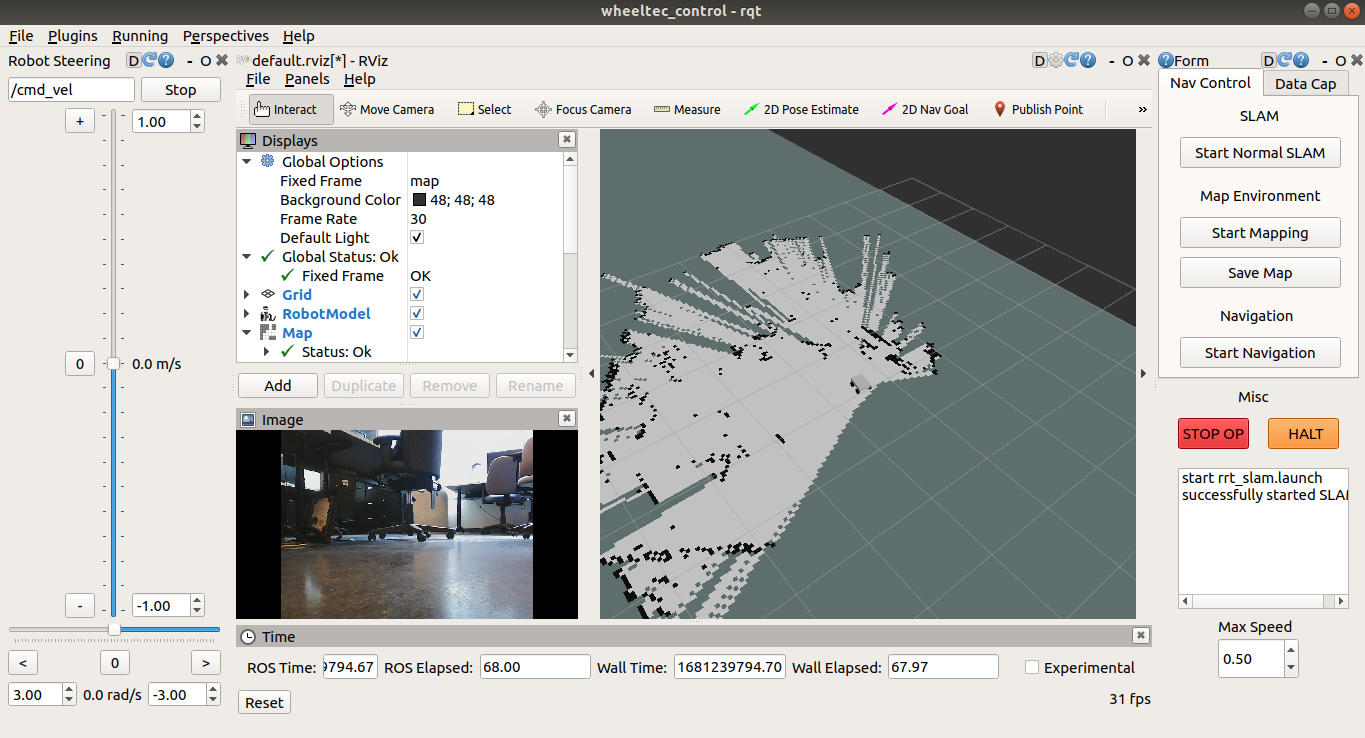 wheeltec_control - rqt
File Plugins Running Perspectives Help
Robot Steering
D
- O
/cmd_vel
Stop
+
1.00
0
0.0 m/s
-
-1.00
<
0
>
3.00
0.0 rad/s
-3.00
default.rviz[*] - RViz
D
- O
File Panels Help
Interact
Move Camera
Select
Focus Camera
Measure
2D Pose Estimate
2D Nav Goal
Publish Point
»
Displays
Global Options
Fixed Frame map
Background Color 48; 48; 48
Frame Rate 30
Default Light
Global Status: Ok
Fixed Frame OK
Grid
RobotModel
Map
Status: Ok
Add
Duplicate
Remove
Rename
Image
Time
ROS Time: 9794.67 ROS Elapsed: 68.00 Wall Time: 1681239794.70 Wall Elapsed: 67.97 Experimental
Reset
31 fps
Form
D
- O
Nav Control
Data Cap
SLAM
Start Normal SLAM
Map Environment
Start Mapping
Save Map
Navigation
Start Navigation
Misc
STOP OP
HALT
start rrt_slam.launch
successfully started SLAM
Max Speed
0.50